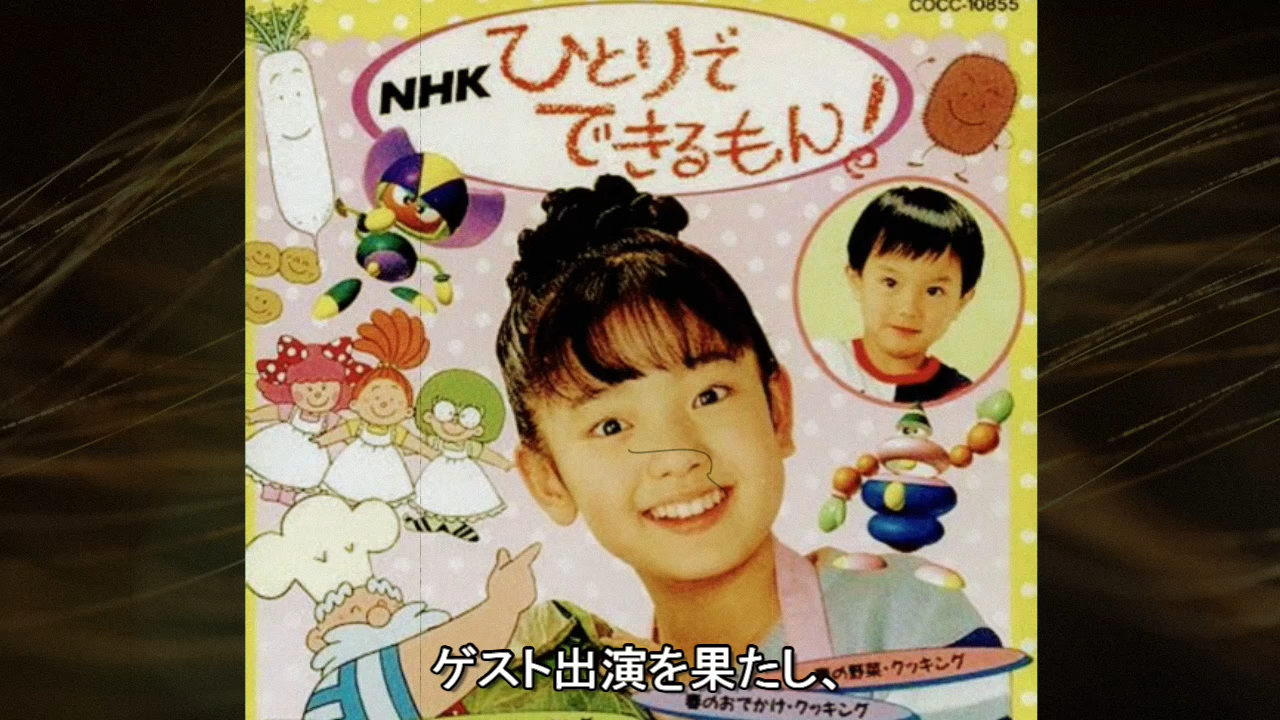 COCC-10855
NHK
ひとりで
できるもん!
春の野菜・クッキング
春のおでかけ・クッキング
ゲスト出演を果たし、